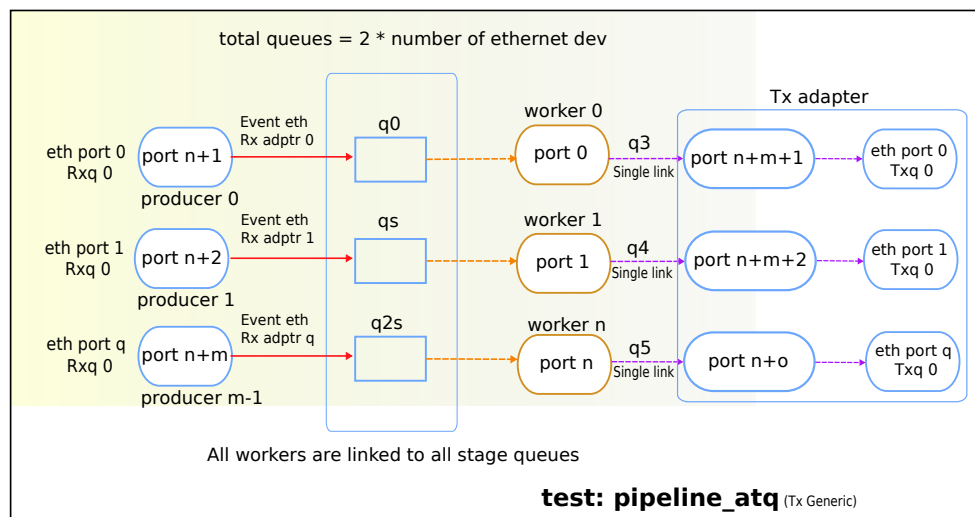 total queues = 2 * number of ethernet dev
Tx adapter
eth port 0
Rxq 0
port n+1
producer 0
Event eth
Rx adptr 0
q0
worker 0
port 0
q3
Single link
port n+m+1
eth port 0
Txq 0
eth port 1
Rxq 0
port n+2
producer 1
Event eth
Rx adptr 1
qs
worker 1
port 1
q4
Single link
port n+m+2
eth port 1
Txq 0
eth port q
Rxq 0
port n+m
producer m-1
Event eth
Rx adptr q
q2s
worker n
port n
q5
Single link
port n+o
eth port q
Txq 0
All workers are linked to all stage queues
test: pipeline_atq (Tx Generic)